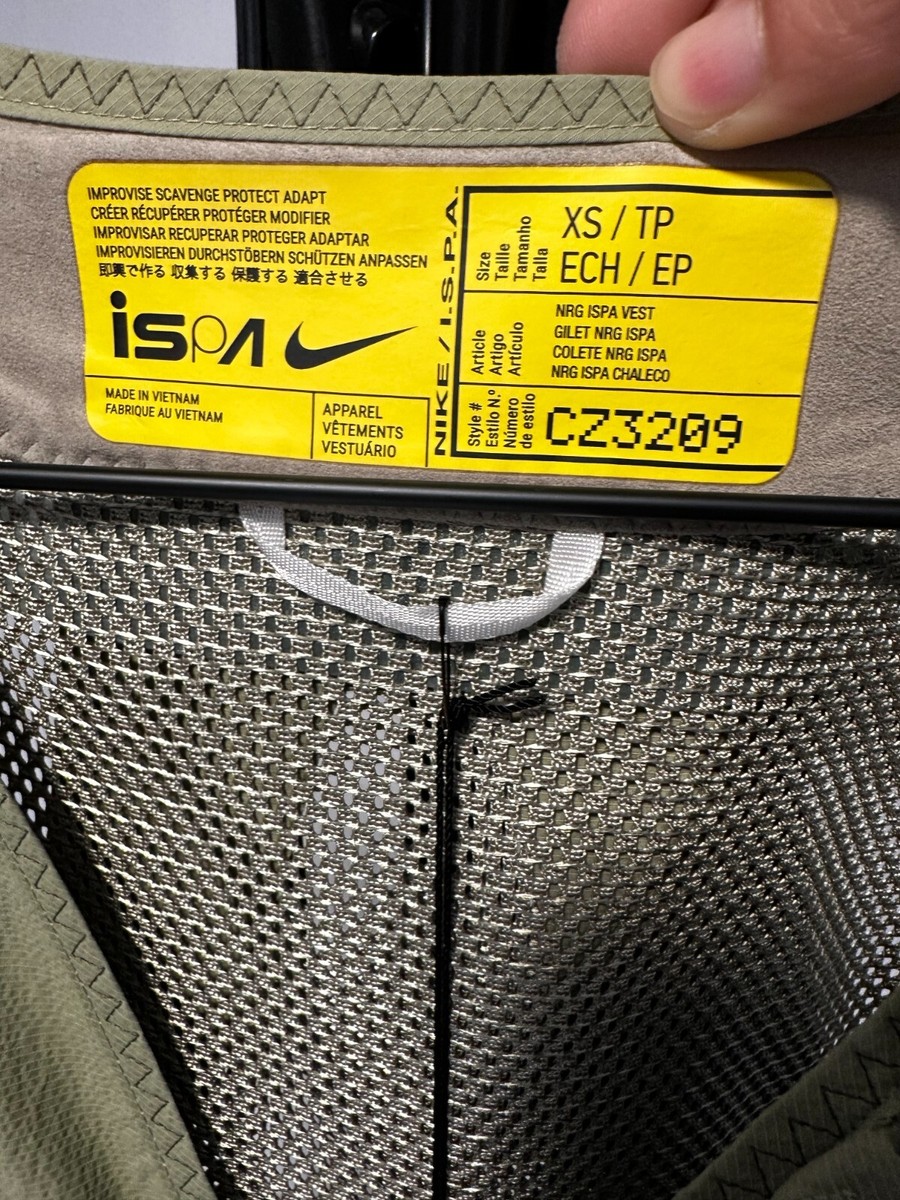 IMPROVISE SCAVENGE PROTECT ADAPT
CRÉER RÉCUPÉRER PROTÉGER MODIFIER
IMPROVISAR RECUPERAR PROTEGER ADAPTAR
IMPROVISIEREN DURCHSTÖBERN SCHÜTZEN ANPASSEN
即興で作る 収集する 保護する 適合させる
ispA
MADE IN VIETNAM
FABRIQUE AU VIETNAM
APPAREL
VÊTEMENTS
VESTUÁRIO
NIKE / I.S.P.A.
Size
Taille
Tamanho
Talla
XS / TP
ECH / EP
Article
Artigo
Artículo
NRG ISPA VEST
GILET NRG ISPA
COLETE NRG ISPA
NRG ISPA CHALECO
Style #
Estilo N.º
Número
de estilo
CZ3209